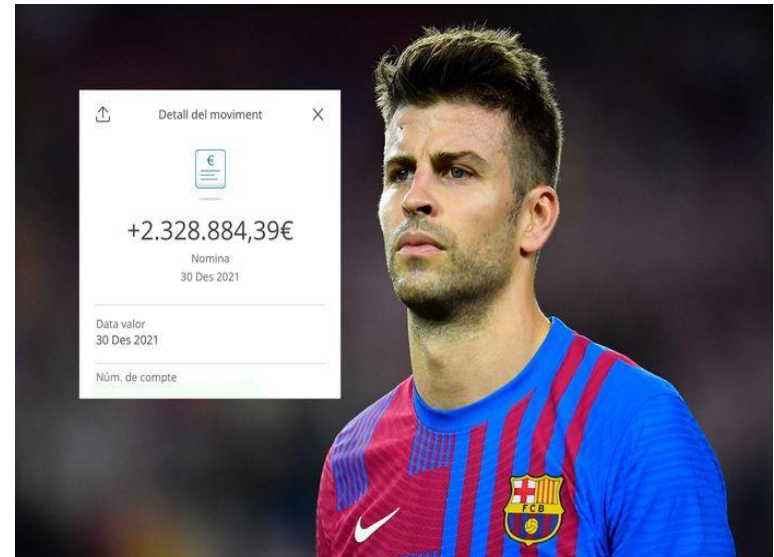 Detall del moviment
€
+2.328.884,39€
Nomina
30 Des 2021
Data valor
30 Des 2021
Núm. de compte
FCB